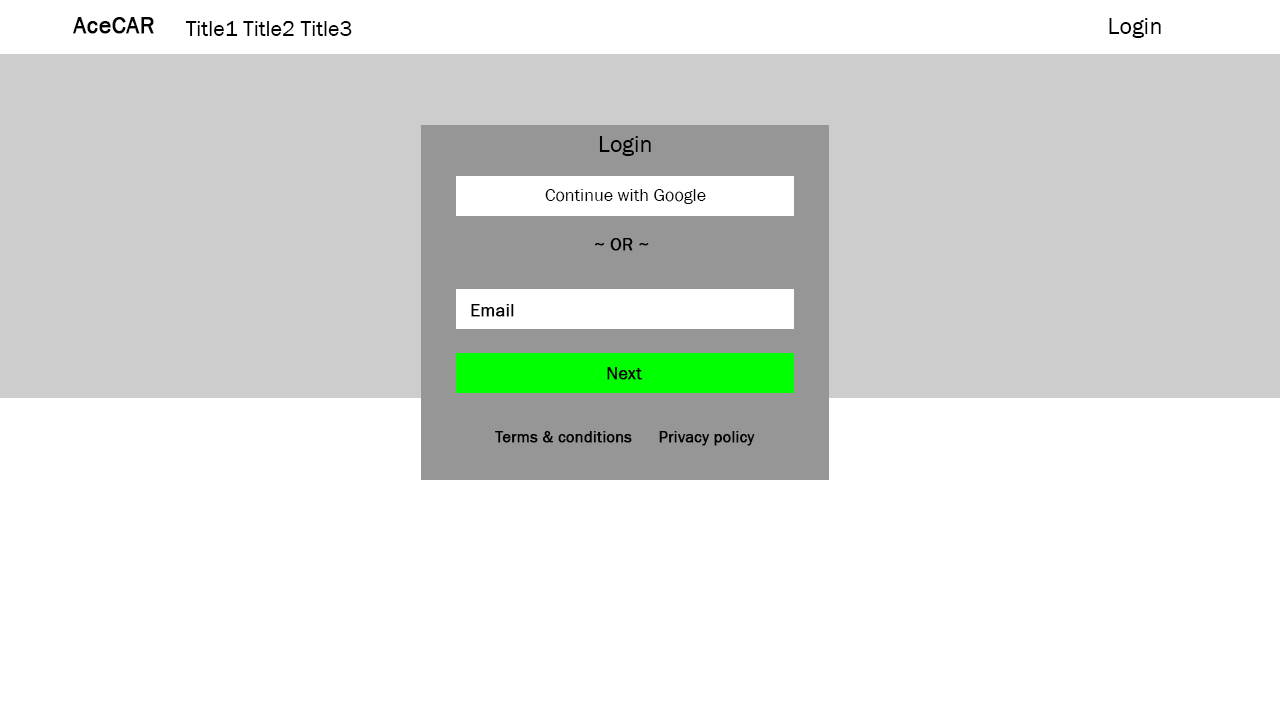 AceCAR Title1 Title2 Title3 Login
Login
Continue with Google
~ OR ~
Email
Next
Terms & conditions Privacy policy